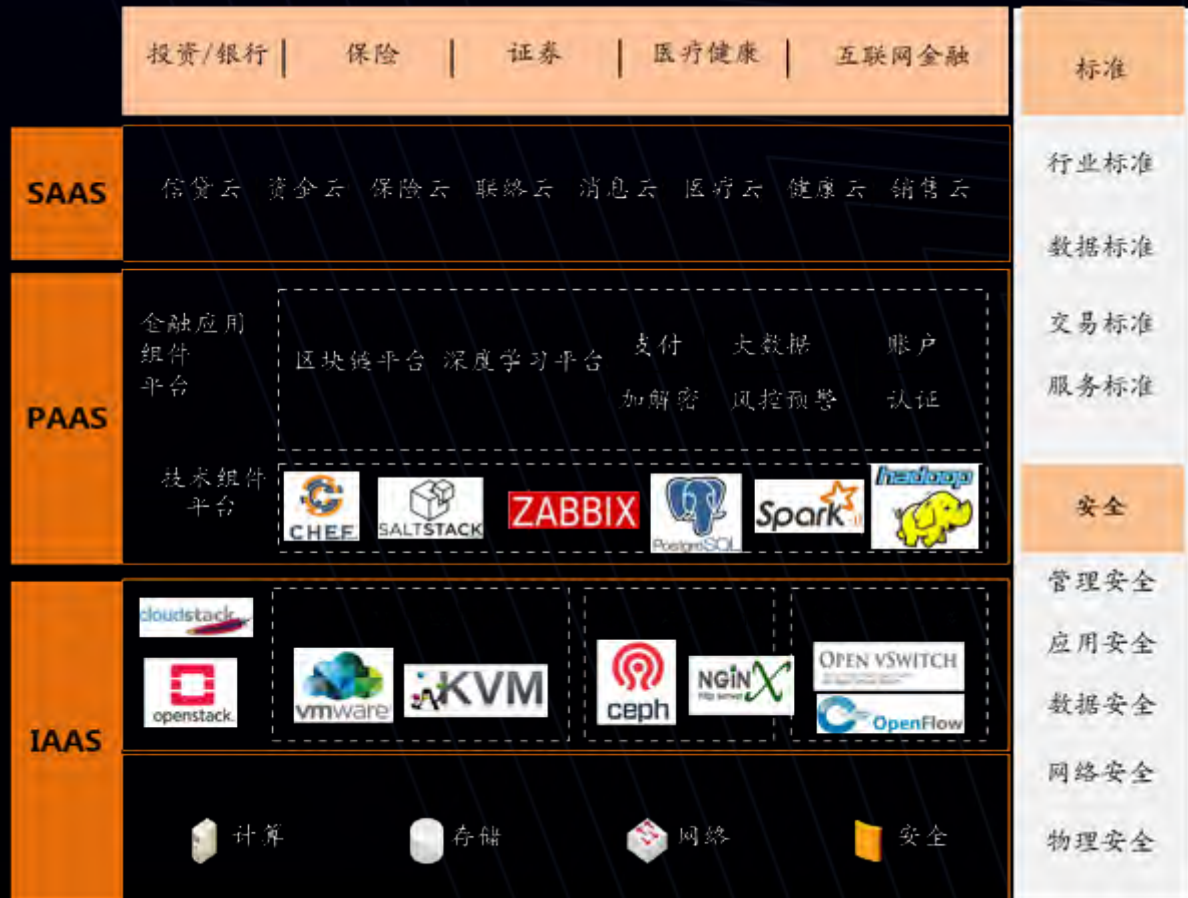 投资/银行 | 保险 | 证券 | 医疗健康 | 互联网金融
SAAS
信贷云 资金云 保险云 联络云 消息云 医疗云 健康云 销售云
PAAS
金融应用
组件
平台
区块链平台 深度学习平台
支付 大数据 账户
加解密 风控预警 认证
技术组件
平台
CHEF
SALTSTACK
ZABBIX
PostgreSQL
Spark
hadoop
IAAS
cloudstack
openstack.
vmware
KVM
ceph
NGiNX
http server
OPEN VSWITCH
OpenFlow
计算 存储 网络 安全
标准
行业标准
数据标准
交易标准
服务标准
安全
管理安全
应用安全
数据安全
网络安全
物理安全